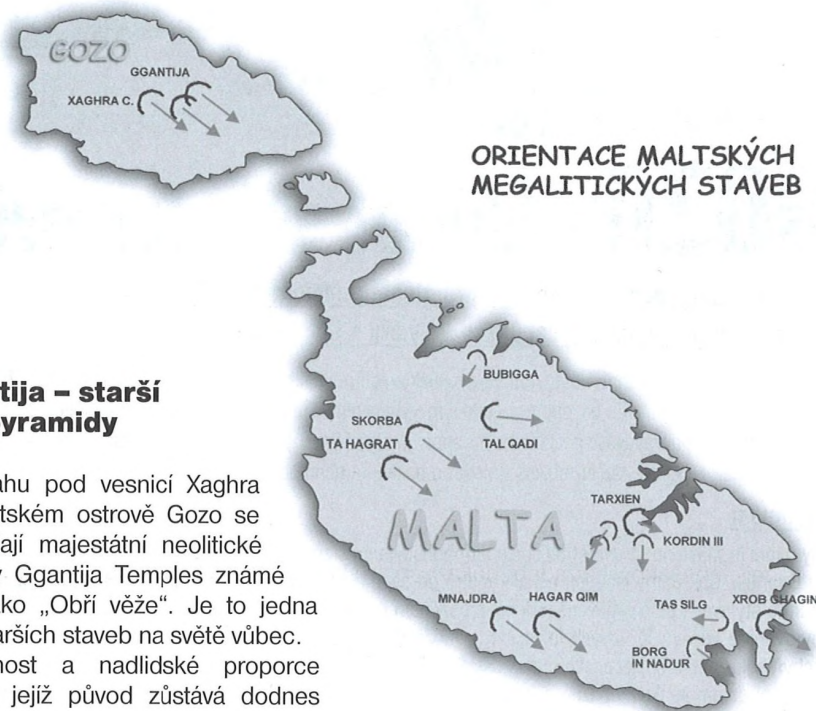 GOZO
GGANTIJA
XAGHRA C.
ORIENTACE MALTSKÝCH
MEGALITICKÝCH STAVEB
BUBIGGA
SKORBA
TA HAGRAT
TAL QADI
TARXIEN
MALTA
KORDIN III
MNAJDRA
HAGAR QIM
TAS SILG
XROB GHAGIN
BORG
IN NADUR
tija – starší
yramidy
ahu pod vesnicí Xaghra
tském ostrově Gozo se
ají majestátní neolitické
y Ggantija Temples známé
ako „Obří věže“. Je to jedna
arších staveb na světě vůbec.
nost a nadlidské proporce
jejíž původ zůstává dodnes